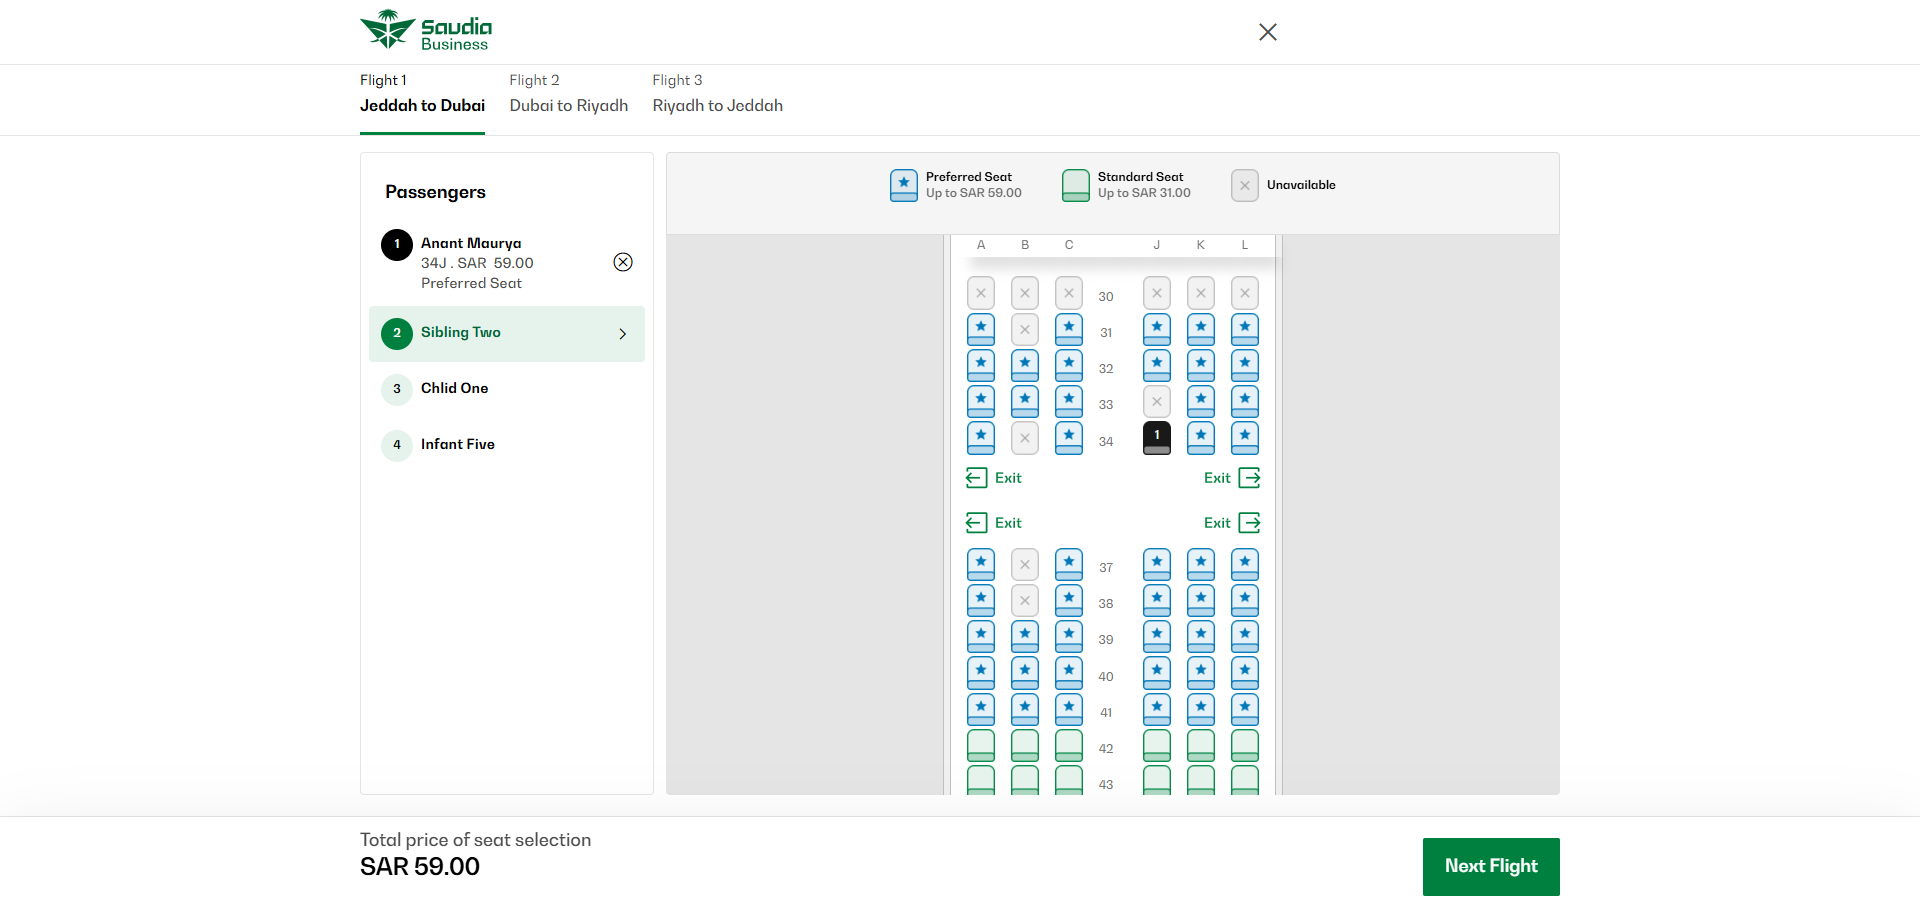 Saudia
Business
Flight 1
Jeddah to Dubai
Flight 2
Dubai to Riyadh
Flight 3
Riyadh to Jeddah
Passengers
1
Anant Maurya
34J . SAR 59.00
Preferred Seat
2
Sibling Two
3
Chlid One
4
Infant Five
Preferred Seat
Up to SAR 59.00
Standard Seat
Up to SAR 31.00
Unavailable
A B C J K L
30
31
32
33
1
34
Exit Exit
Exit Exit
37
38
39
40
41
42
43
Total price of seat selection
SAR 59.00
Next Flight